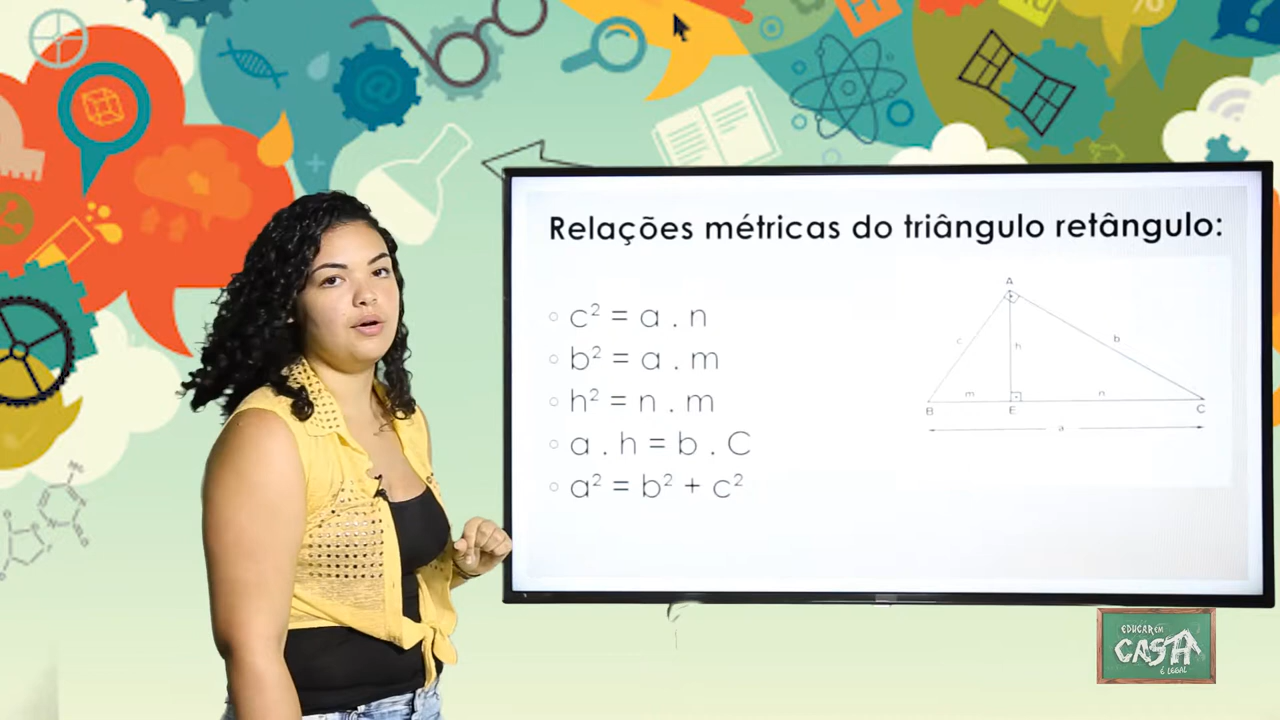 Relações métricas do triângulo retângulo:
c² = a . n
b² = a . m
h² = n . m
a . h = b . C
a² = b² + c²
A
c
h
b
m
n
B
E
C
a
EDUCAR EM
CASA
É LEGAL